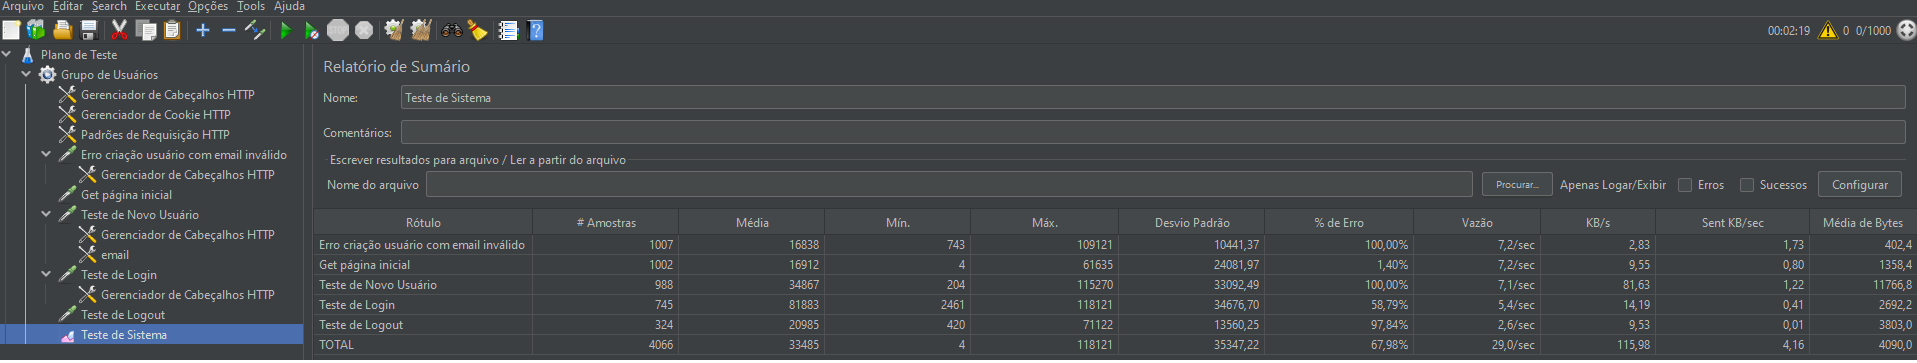 Arquivo Editar Search Executar Opções Tools Ajuda
00:02:19 0 0/1000
Plano de Teste
Grupo de Usuários
Gerenciador de Cabeçalhos HTTP
Gerenciador de Cookie HTTP
Padrões de Requisição HTTP
Erro criação usuário com email inválido
Gerenciador de Cabeçalhos HTTP
Get página inicial
Teste de Novo Usuário
Gerenciador de Cabeçalhos HTTP
email
Teste de Login
Gerenciador de Cabeçalhos HTTP
Teste de Logout
Teste de Sistema
Relatório de Sumário
Nome: Teste de Sistema
Comentários:
Escrever resultados para arquivo / Ler a partir do arquivo
Nome do arquivo Procurar... Apenas Logar/Exibir Erros Sucessos Configurar
Rótulo # Amostras Média Mín. Máx. Desvio Padrão % de Erro Vazão KB/s Sent KB/sec Média de Bytes
Erro criação usuário com email inválido 1007 16838 743 109121 10441,37 100,00% 7,2/sec 2,83 1,73 402,4
Get página inicial 1002 16912 4 61635 24081,97 1,40% 7,2/sec 9,55 0,80 1358,4
Teste de Novo Usuário 988 34867 204 115270 33092,49 100,00% 7,1/sec 81,63 1,22 11766,8
Teste de Login 745 81883 2461 118121 34676,70 58,79% 5,4/sec 14,19 0,41 2692,2
Teste de Logout 324 20985 420 71122 13560,25 97,84% 2,6/sec 9,53 0,01 3803,0
TOTAL 4066 33485 4 118121 35347,22 67,98% 29,0/sec 115,98 4,16 4090,0